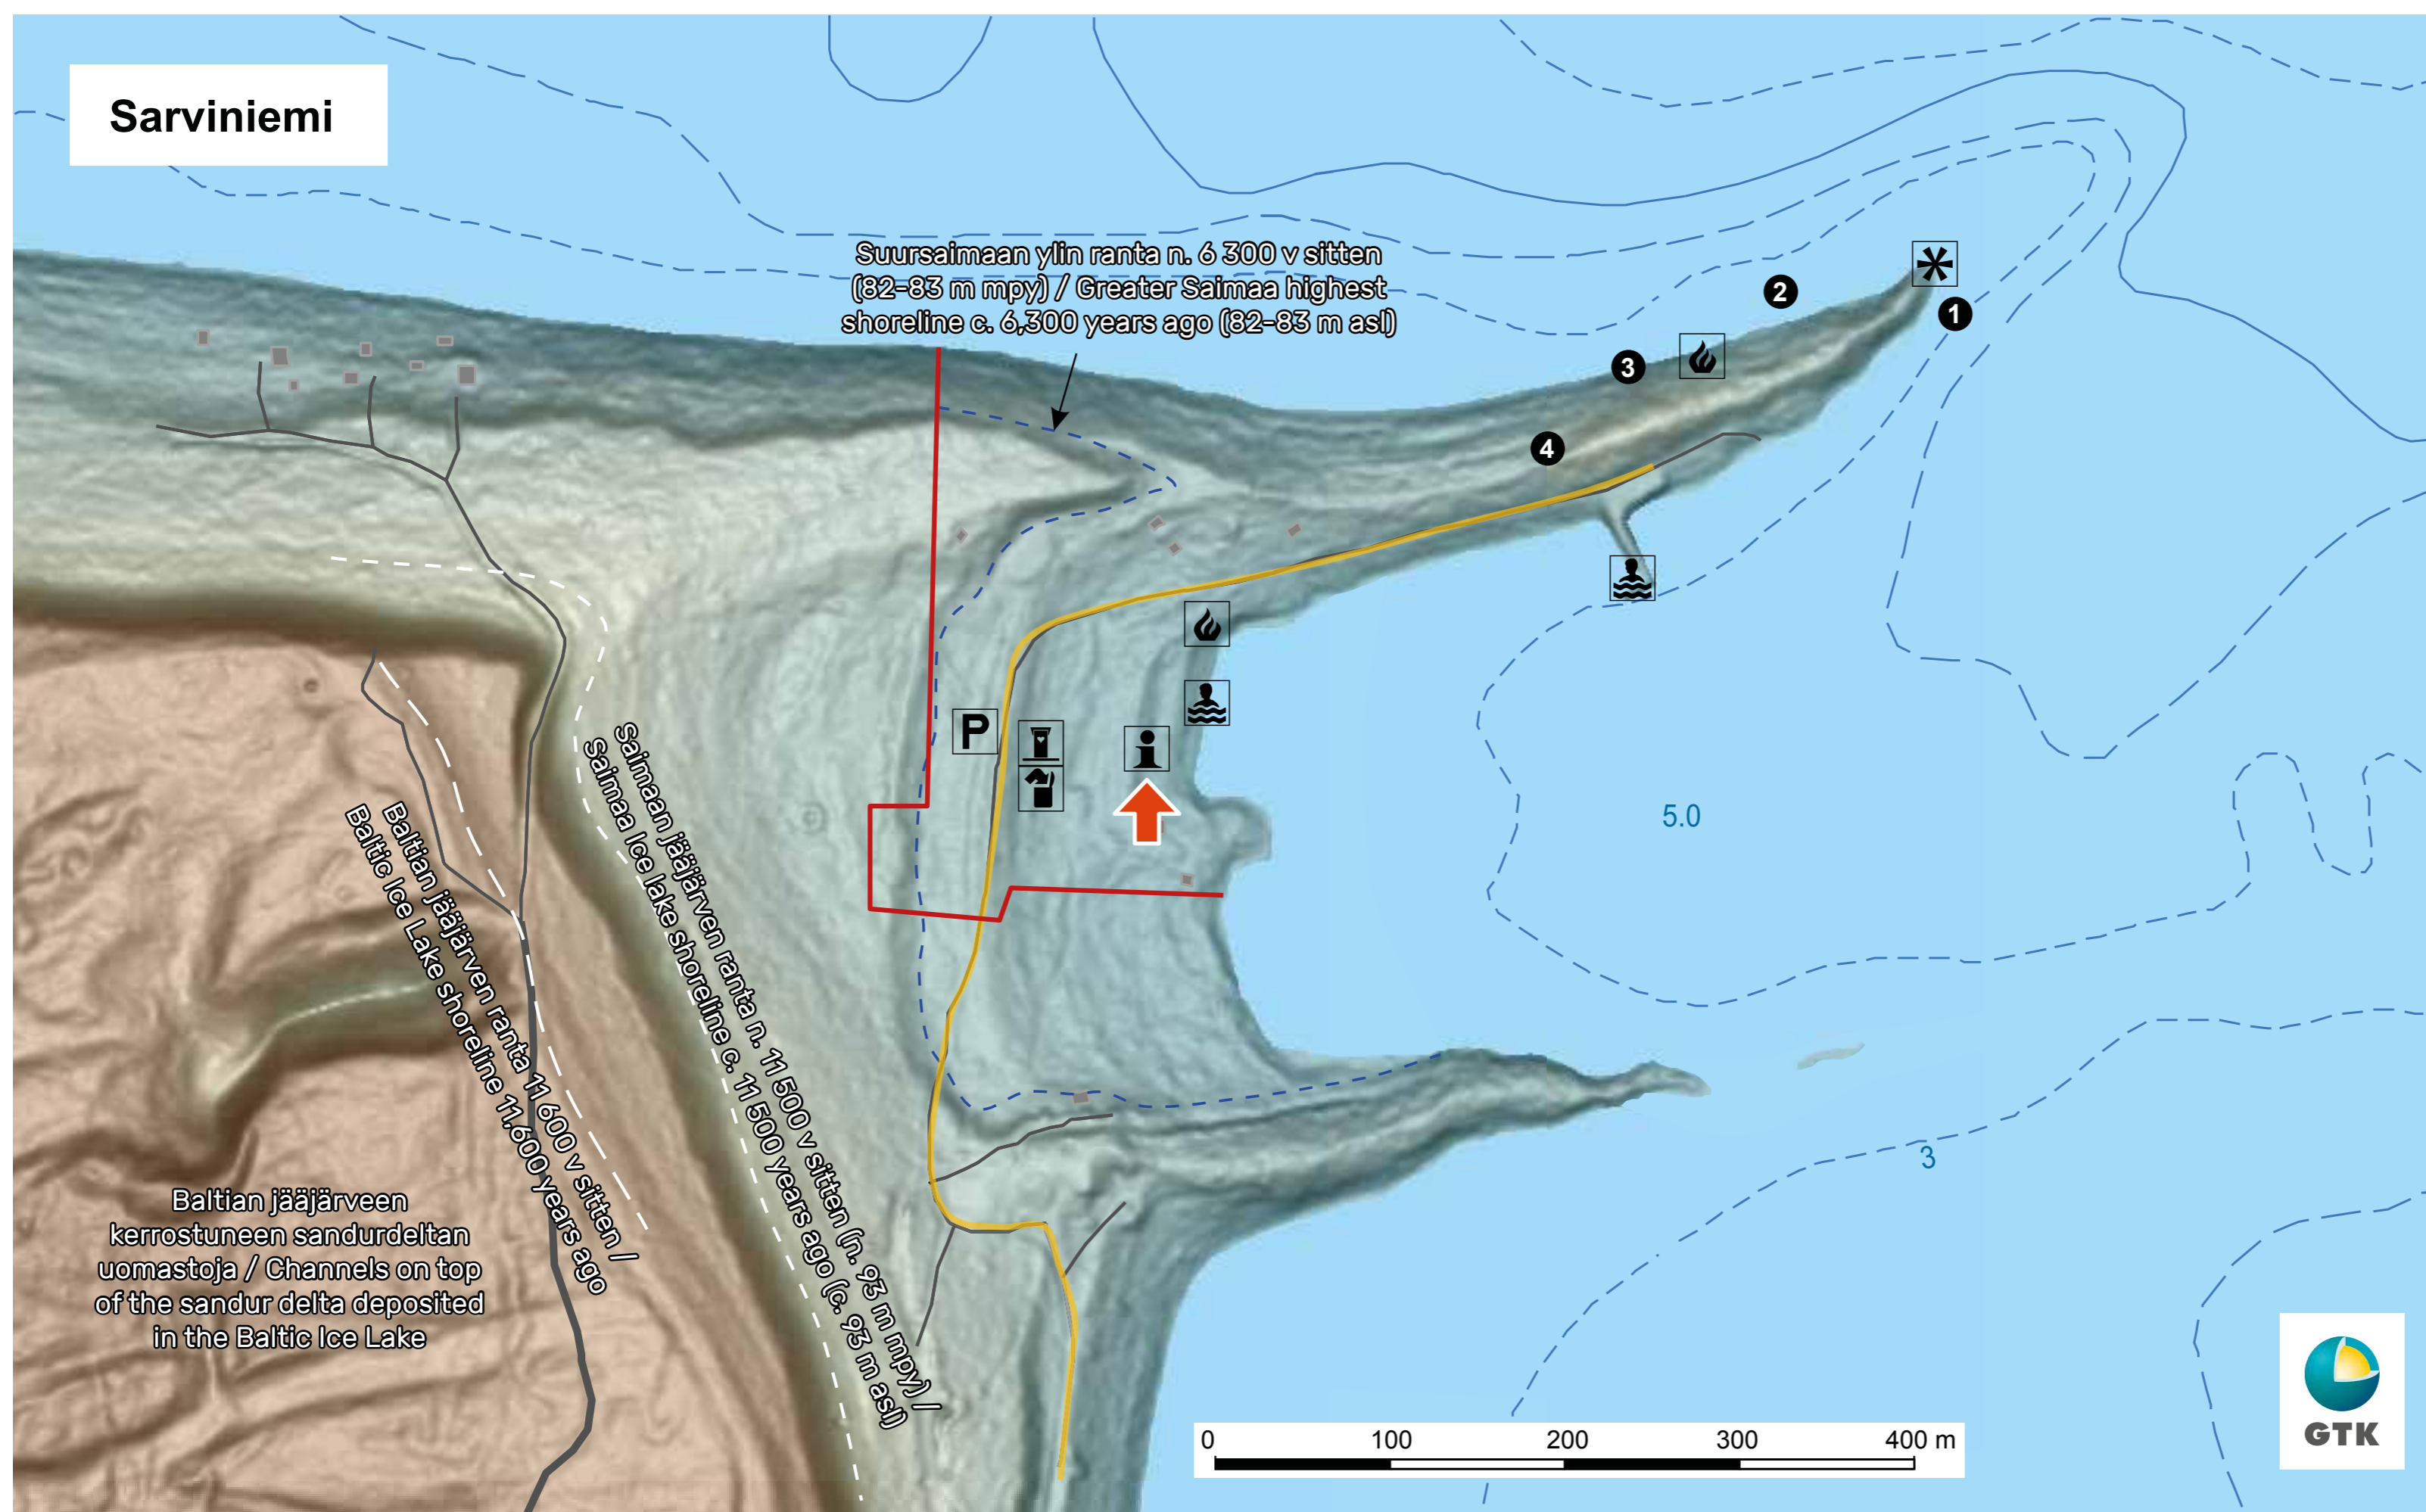 Sarviniemi
Suursaimaan ylin ranta n. 6 300 v sitten
(82-83 m mpy) / Greater Saimaa highest
shoreline c. 6,300 years ago (82-83 m asl)
2
1
3
4
P
5.0
Saimaan jääjärven ranta n. 11 500 v sitten (n. 93 m mpy) /
Saimaa Ice lake shoreline c. 11 500 years ago (c. 93 m asl)
Baltian jääjärven ranta 11 600 v sitten /
Baltic Ice Lake shoreline 11,600 years ago
3
Baltian jääjärveen
kerrostuneen sandurdeltan
uomastoja / Channels on top
of the sandur delta deposited
in the Baltic Ice Lake
0 100 200 300 400 m
GTK